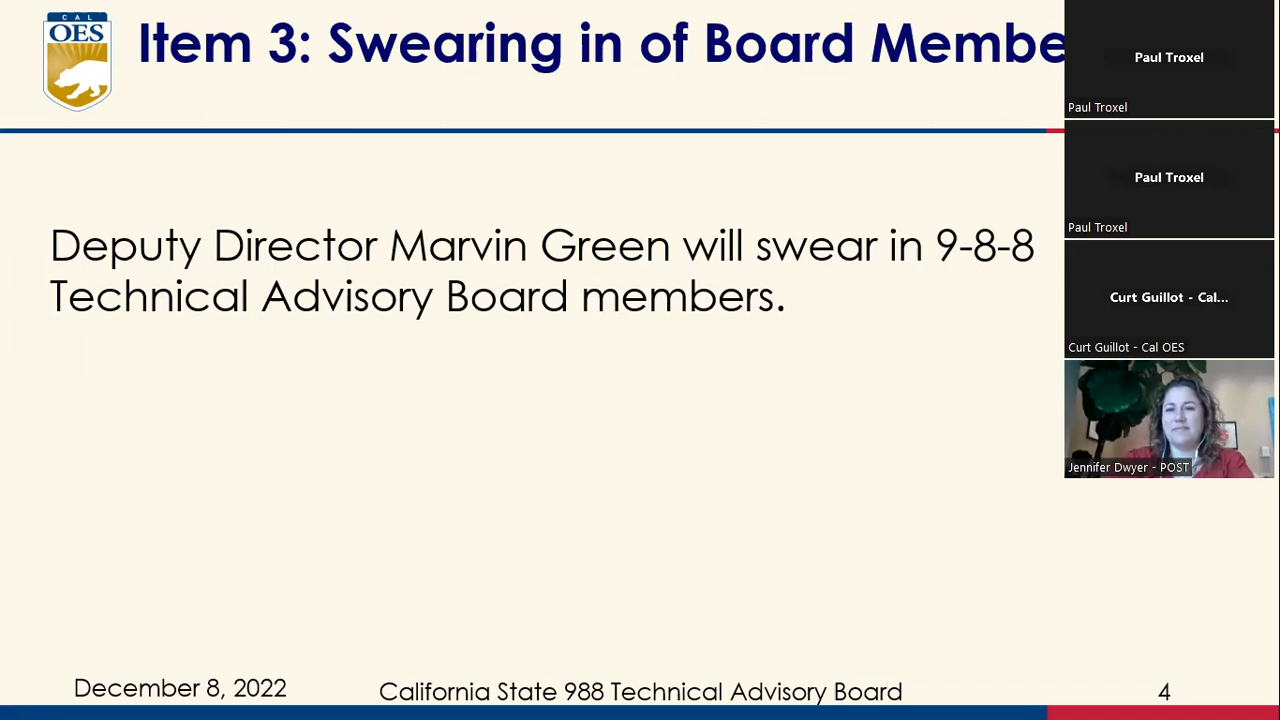 CAL
OES
Item 3: Swearing in of Board Membe
Deputy Director Marvin Green will swear in 9-8-8
Technical Advisory Board members.
Paul Troxel
Paul Troxel
Paul Troxel
Paul Troxel
Curt Guillot - Cal...
Curt Guillot - Cal OES
Jennifer Dwyer - POST
December 8, 2022
California State 988 Technical Advisory Board
4